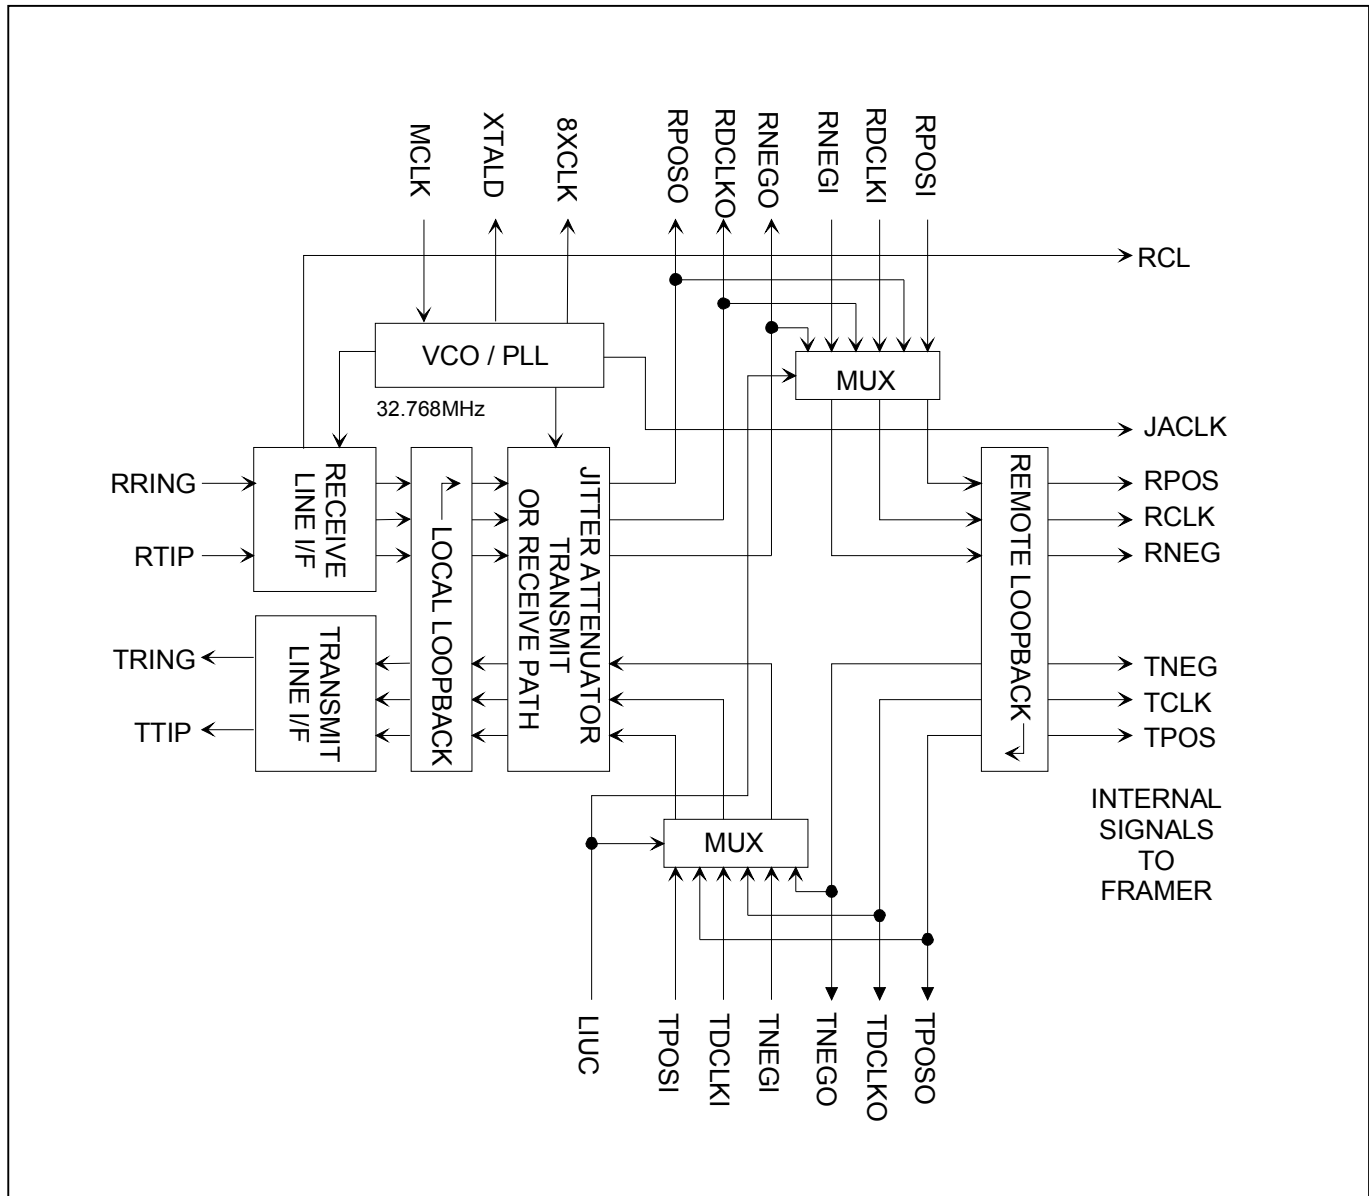 MCLK
XTALD
8XCLK
RPOSO
RDCLKO
RNEGO
RNEGI
RDCLKI
RPOSI
RCL
VCO / PLL
32.768MHz
MUX
JACLK
RRING
RTIP
RECEIVE
LINE I/F
LOCAL LOOPBACK
JITTER ATTENUATOR
TRANSMIT
OR RECEIVE PATH
REMOTE LOOPBACK
RPOS
RCLK
RNEG
TRING
TTIP
TRANSMIT
LINE I/F
TNEG
TCLK
TPOS
INTERNAL
SIGNALS
TO
FRAMER
MUX
LIUC
TPOSI
TDCLKI
TNEGI
TNEGO
TDCLKO
TPOSO